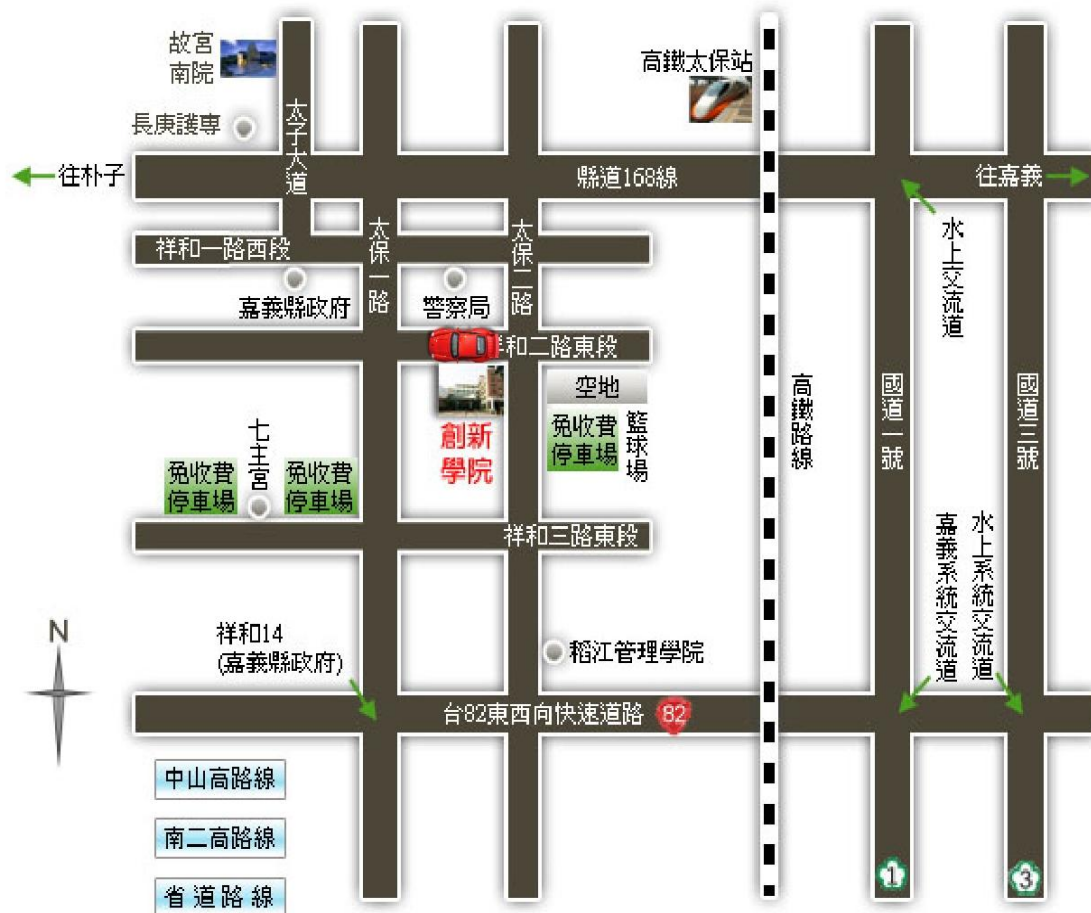 故宮
南院
高鐵太保站
長庚護専
太子大道
往朴子
縣道168線
往嘉義
水上交流道
祥和一路西段
太保一路
太保二路
嘉義縣政府
警察局
祥和二路東段
空地
高鐵路線
國道一號
國道三號
創新
學院
免收費
停車場
籃球場
七主宮
免收費
停車場
免收費
停車場
祥和三路東段
嘉義系統交流道
水上系統交流道
N
祥和14
(嘉義縣政府)
稻江管理學院
台82東西向快速道路
82
中山高路線
南二高路線
省道路線
1
3